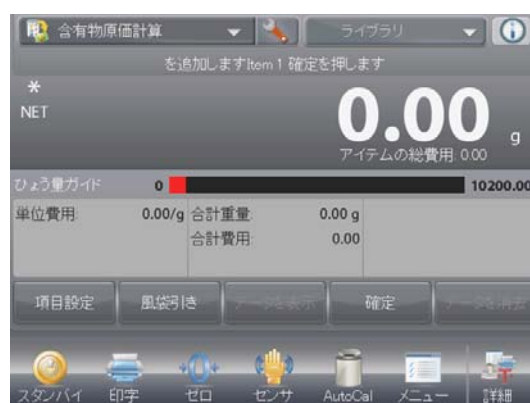 含有物原価計算 ライブラリ
を追加しますItem 1 確定を押します
*
NET
0.00 g
アイテムの総費用: 0.00
ひょう量ガイド 0 10200.00
単位費用: 0.00/g 合計重量: 0.00 g
合計費用: 0.00
項目設定 風袋引き データを表示 確定 データを消去
スタンバイ 印字 ゼロ センサ AutoCal メニュー 詳細